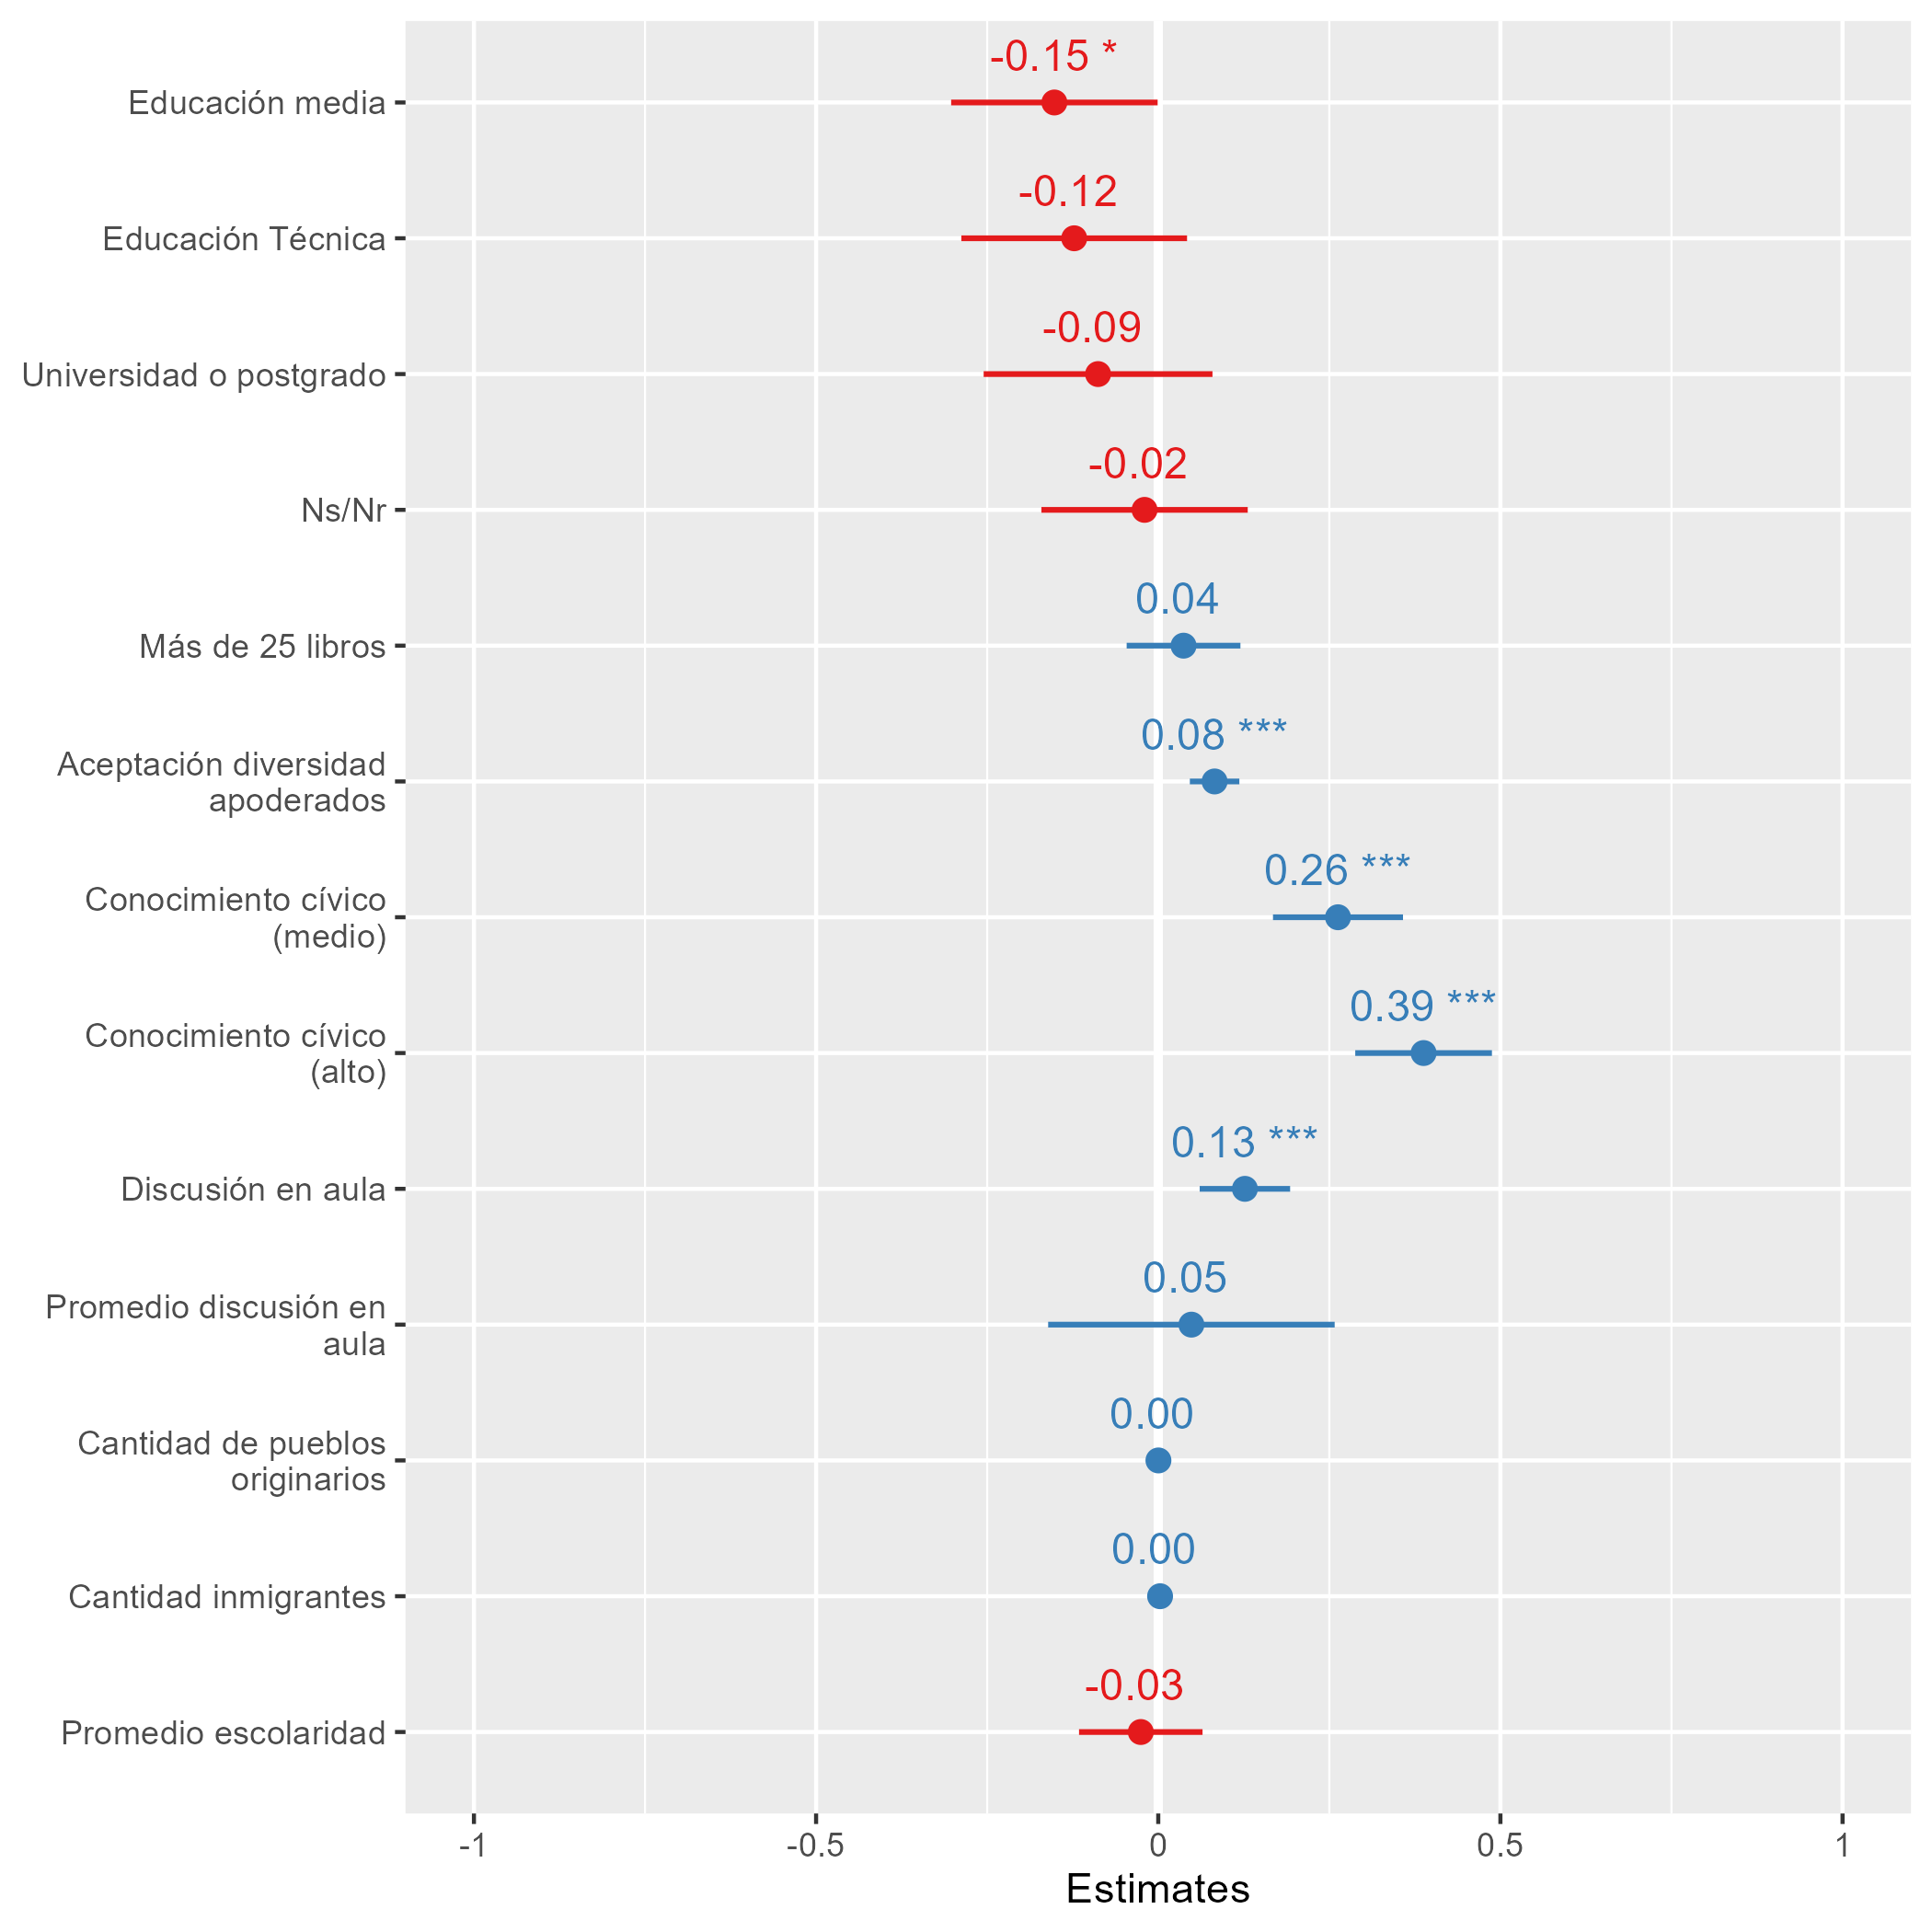 -0.15 *
Educación media
-0.12
Educación Técnica
-0.09
Universidad o postgrado
-0.02
Ns/Nr
0.04
Más de 25 libros
0.08 ***
Aceptación diversidad
apoderados
0.26 ***
Conocimiento cívico
(medio)
0.39 ***
Conocimiento cívico
(alto)
0.13 ***
Discusión en aula
0.05
Promedio discusión en
aula
0.00
Cantidad de pueblos
originarios
0.00
Cantidad inmigrantes
-0.03
Promedio escolaridad
-1 -0.5 0 0.5 1
Estimates